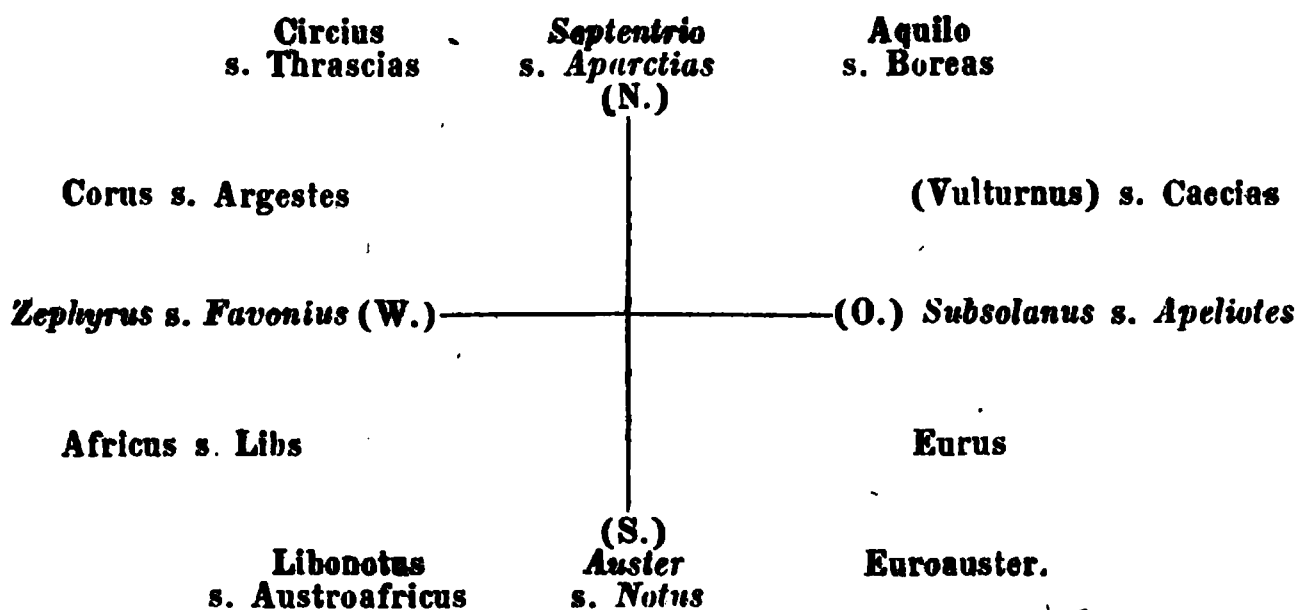 Circius Septentrio Aquilo
s. Thrascias s. Aparctias s. Boreas
(N.)
Corus s. Argestes (Vulturnus) s. Caecias
Zephyrus s. Favonius (W.) (O.) Subsolanus s. Apeliotes
Africus s. Libs Eurus
(S.)
Libonotus Auster Euroauster.
s. Austroafricus s. Notus